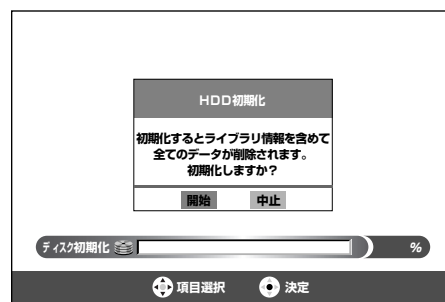 HDD初期化
初期化するとライブラリ情報を含めて
全てのデータが削除されます。
初期化しますか？
開始 中止
ディスク初期化 %
項目選択 決定